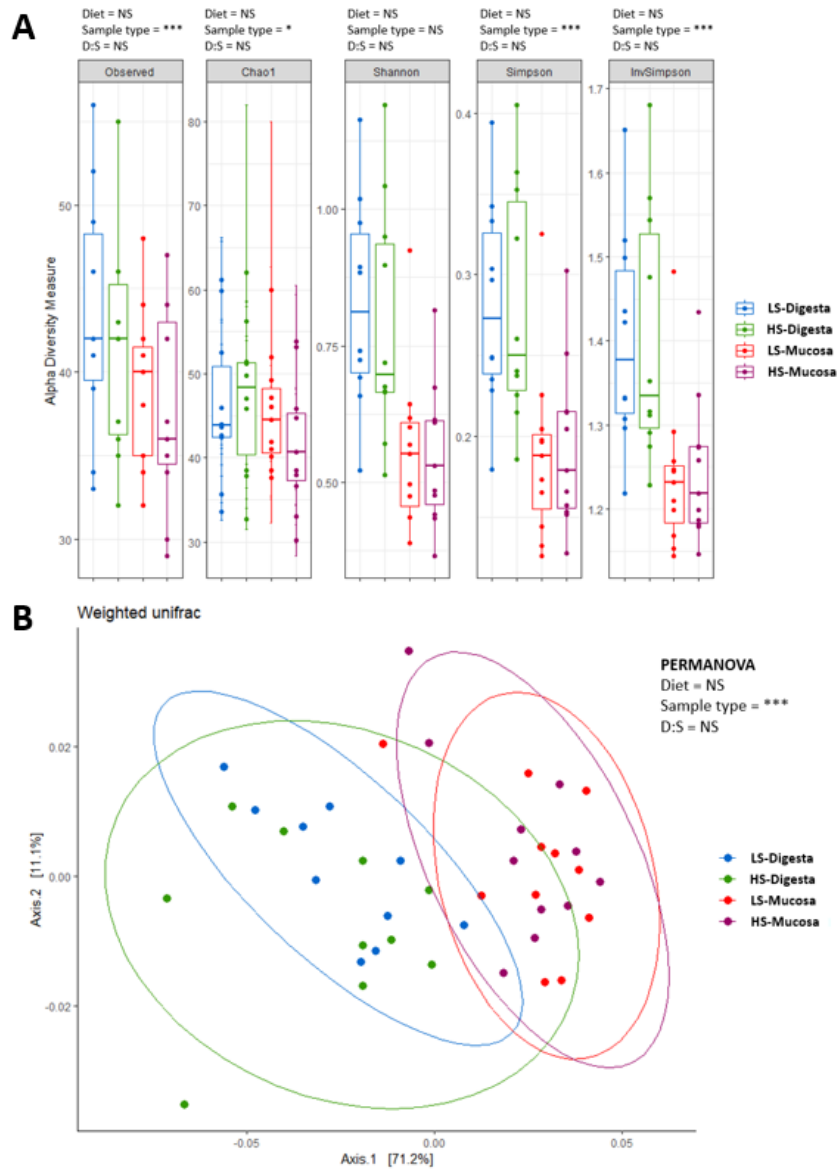 A
Diet = NS
Sample type = ***
D:S = NS
Diet = NS
Sample type = *
D:S = NS
Diet = NS
Sample type = NS
D:S = NS
Diet = NS
Sample type = ***
D:S = NS
Diet = NS
Sample type = ***
D:S = NS
Observed
Chao1
Shannon
Simpson
InvSimpson
Alpha Diversity Measure
50
40
30
80
70
60
50
40
30
1.00
0.75
0.50
0.4
0.3
0.2
1.7
1.6
1.5
1.4
1.3
1.2
LS-Digesta
HS-Digesta
LS-Mucosa
HS-Mucosa
B
Weighted unifrac
PERMANOVA
Diet = NS
Sample type = ***
D:S = NS
Axis.2 [11.1%]
0.02
0.00
-0.02
-0.05
0.00
0.05
Axis.1 [71.2%]
LS-Digesta
HS-Digesta
LS-Mucosa
HS-Mucosa